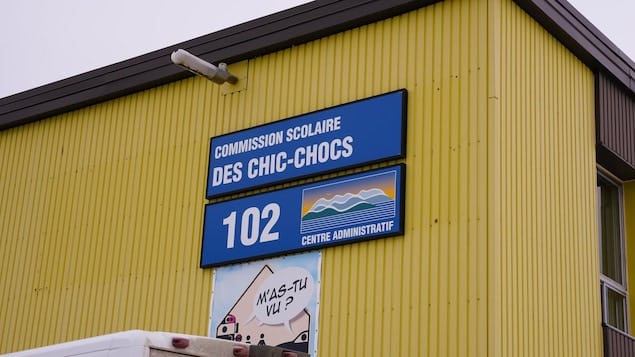 COMMISSION SCOLAIRE
DES CHIC-CHOCS
102
CENTRE ADMINISTRATIF
M'AS-TU
VU ?